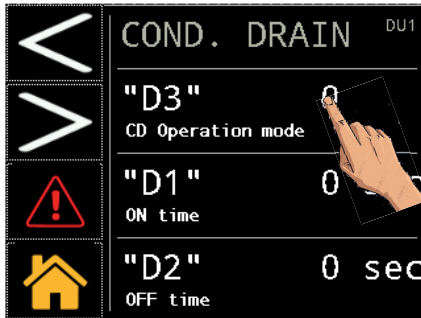 COND. DRAIN DU1
"D3" 0
CD Operation mode
"D1" 0
ON time
"D2" 0 sec
OFF time